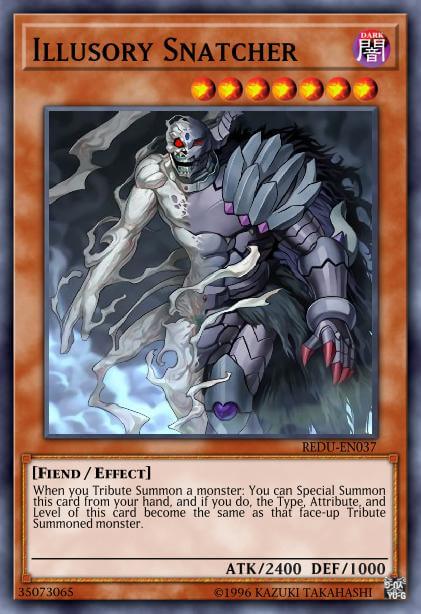 Illusory Snatcher
DARK
闇
REDU-EN037
[Fiend / Effect]
When you Tribute Summon a monster: You can Special Summon
this card from your hand, and if you do, the Type, Attribute, and
Level of this card become the same as that face-up Tribute
Summoned monster.
ATK/2400 DEF/1000
35073065
©1996 KAZUKI TAKAHASHI